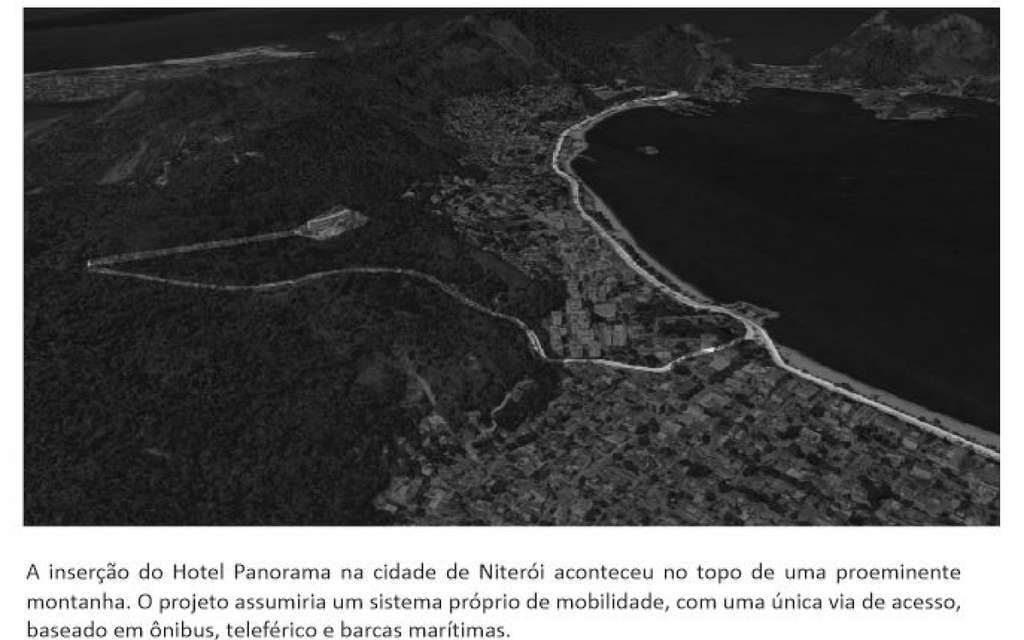 A inserção do Hotel Panorama na cidade de Niterói aconteceu no topo de uma proeminente
montanha. O projeto assumiria um sistema próprio de mobilidade, com uma única via de acesso,
baseado em ônibus, teleférico e barcas marítimas.